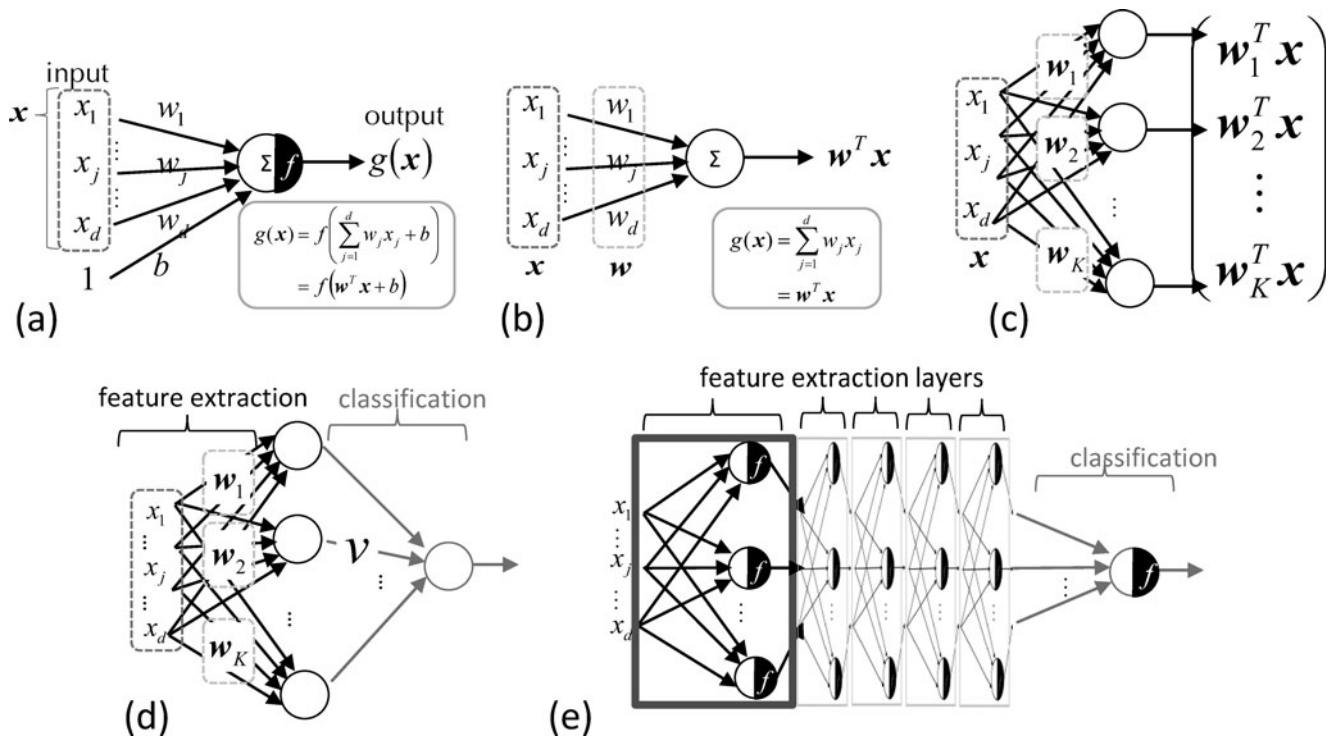 input
x
x_1
w_1
⋮
x_j
w_j
⋮
x_d
w_d
1
b
Σ f
output
g(x)
g(x) = f(∑_{j=1}^{d} w_j x_j + b)
= f(w^T x + b)
(a)
x_1
w_1
⋮
x_j
w_j
⋮
x_d
w_d
x
w
Σ
w^T x
g(x) = ∑_{j=1}^{d} w_j x_j
= w^T x
(b)
x_1
x_j
x_d
x
w_1
w_2
w_K
⋮
(w_1^T x
w_2^T x
⋮
w_K^T x)
(c)
feature extraction
classification
x_1
...
x_j
...
x_d
w_1
w_2
w_K
⋮
v
⋮
(d)
feature extraction layers
classification
x_1
⋮
x_j
⋮
x_d
f
f
⋮
f
⋮
⋮
⋮
⋮
⋮
f
(e)